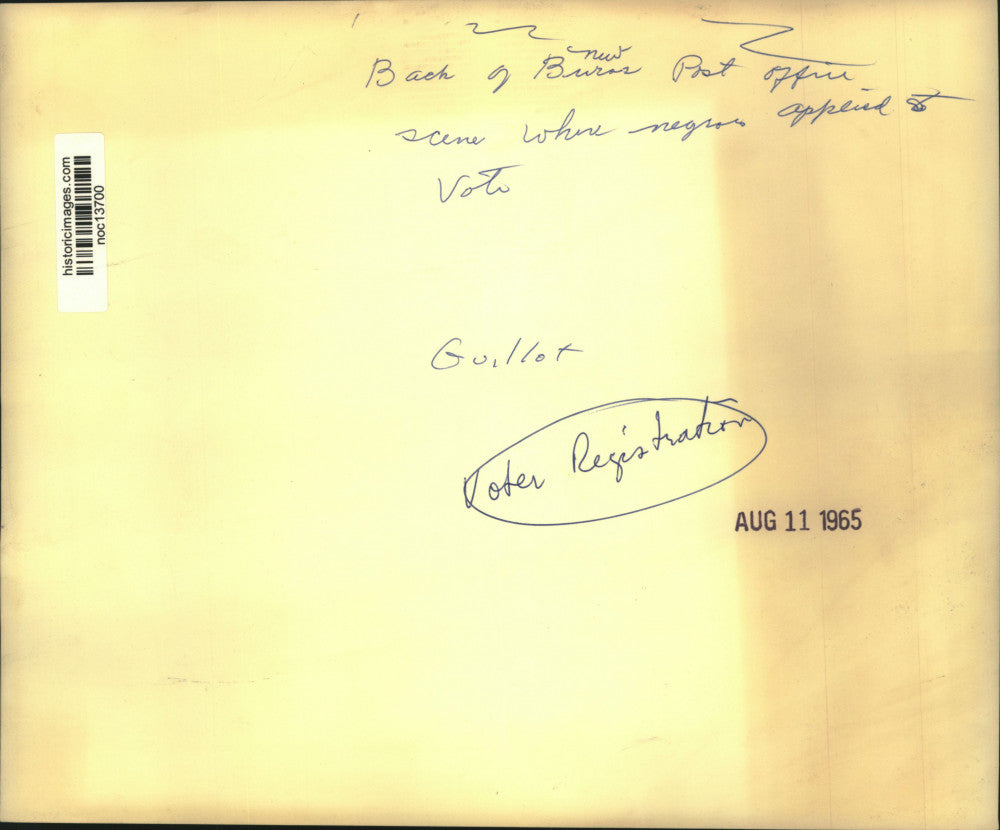 new
Back of Buras Post office
scene where negroes applied to
Vote
historicimages.com
noc13700
Guillot
Voter Registration
AUG 11 1965